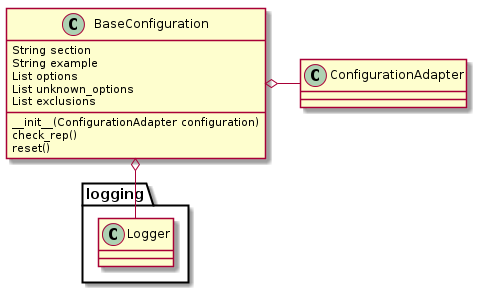 C BaseConfiguration
String section
String example
List options
List unknown_options
List exclusions
__init__(ConfigurationAdapter configuration)
check_rep()
reset()
C ConfigurationAdapter
logging
C Logger